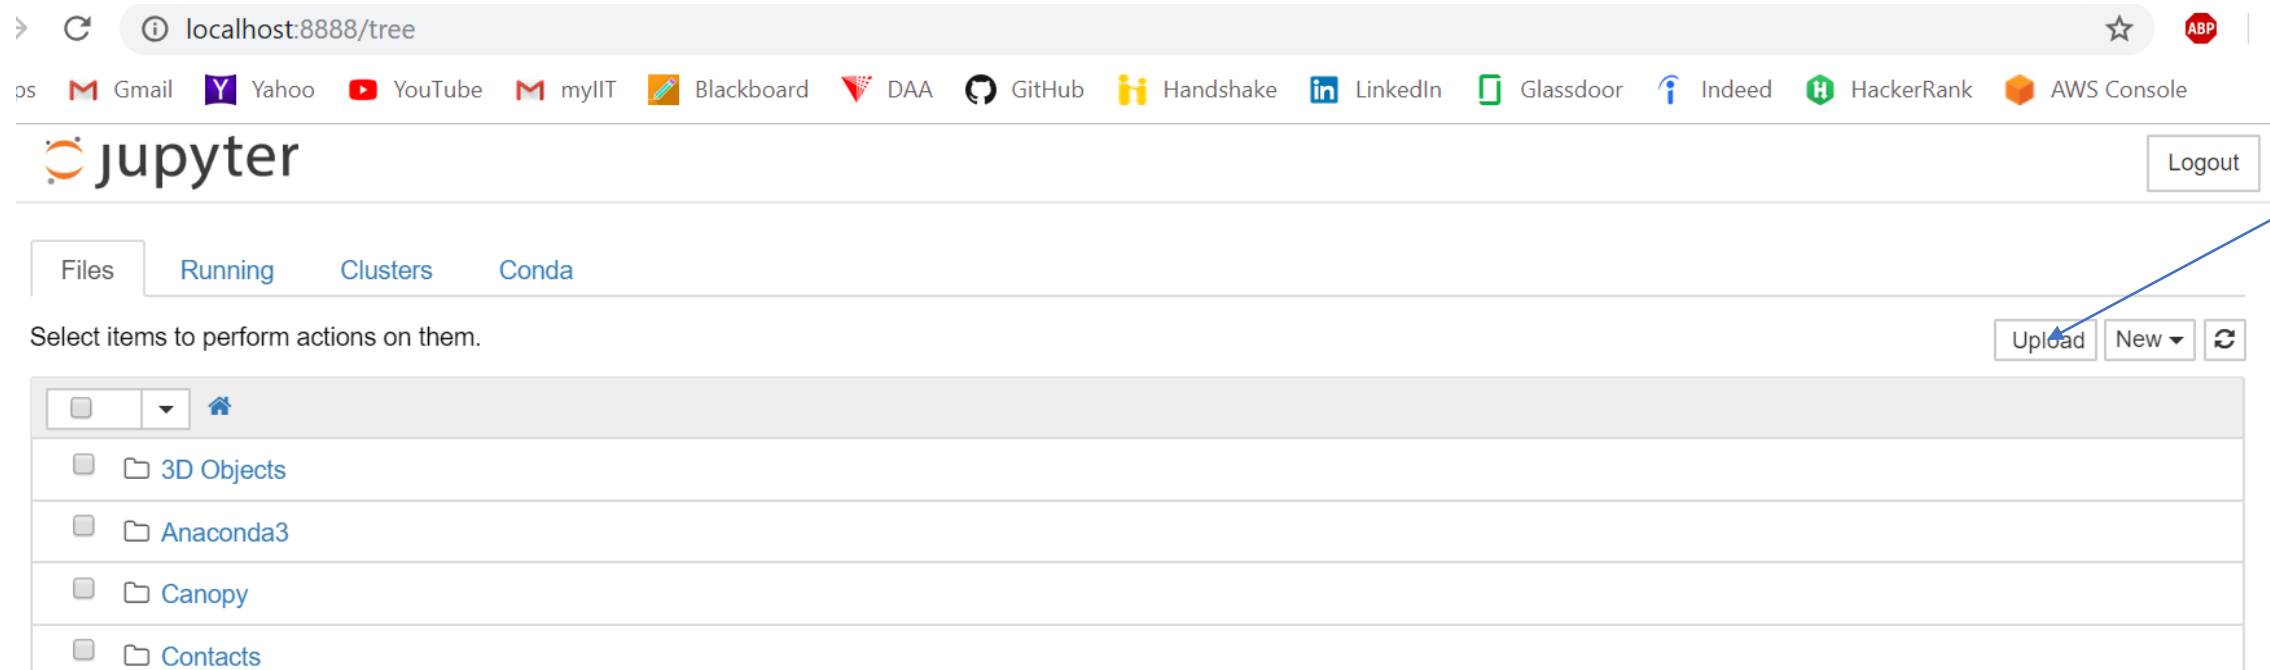 localhost:8888/tree ABP
ps Gmail Yahoo YouTube myIIT Blackboard DAA GitHub Handshake LinkedIn Glassdoor Indeed HackerRank AWS Console
jupyter Logout
Files Running Clusters Conda
Select items to perform actions on them. Upload New
3D Objects
Anaconda3
Canopy
Contacts